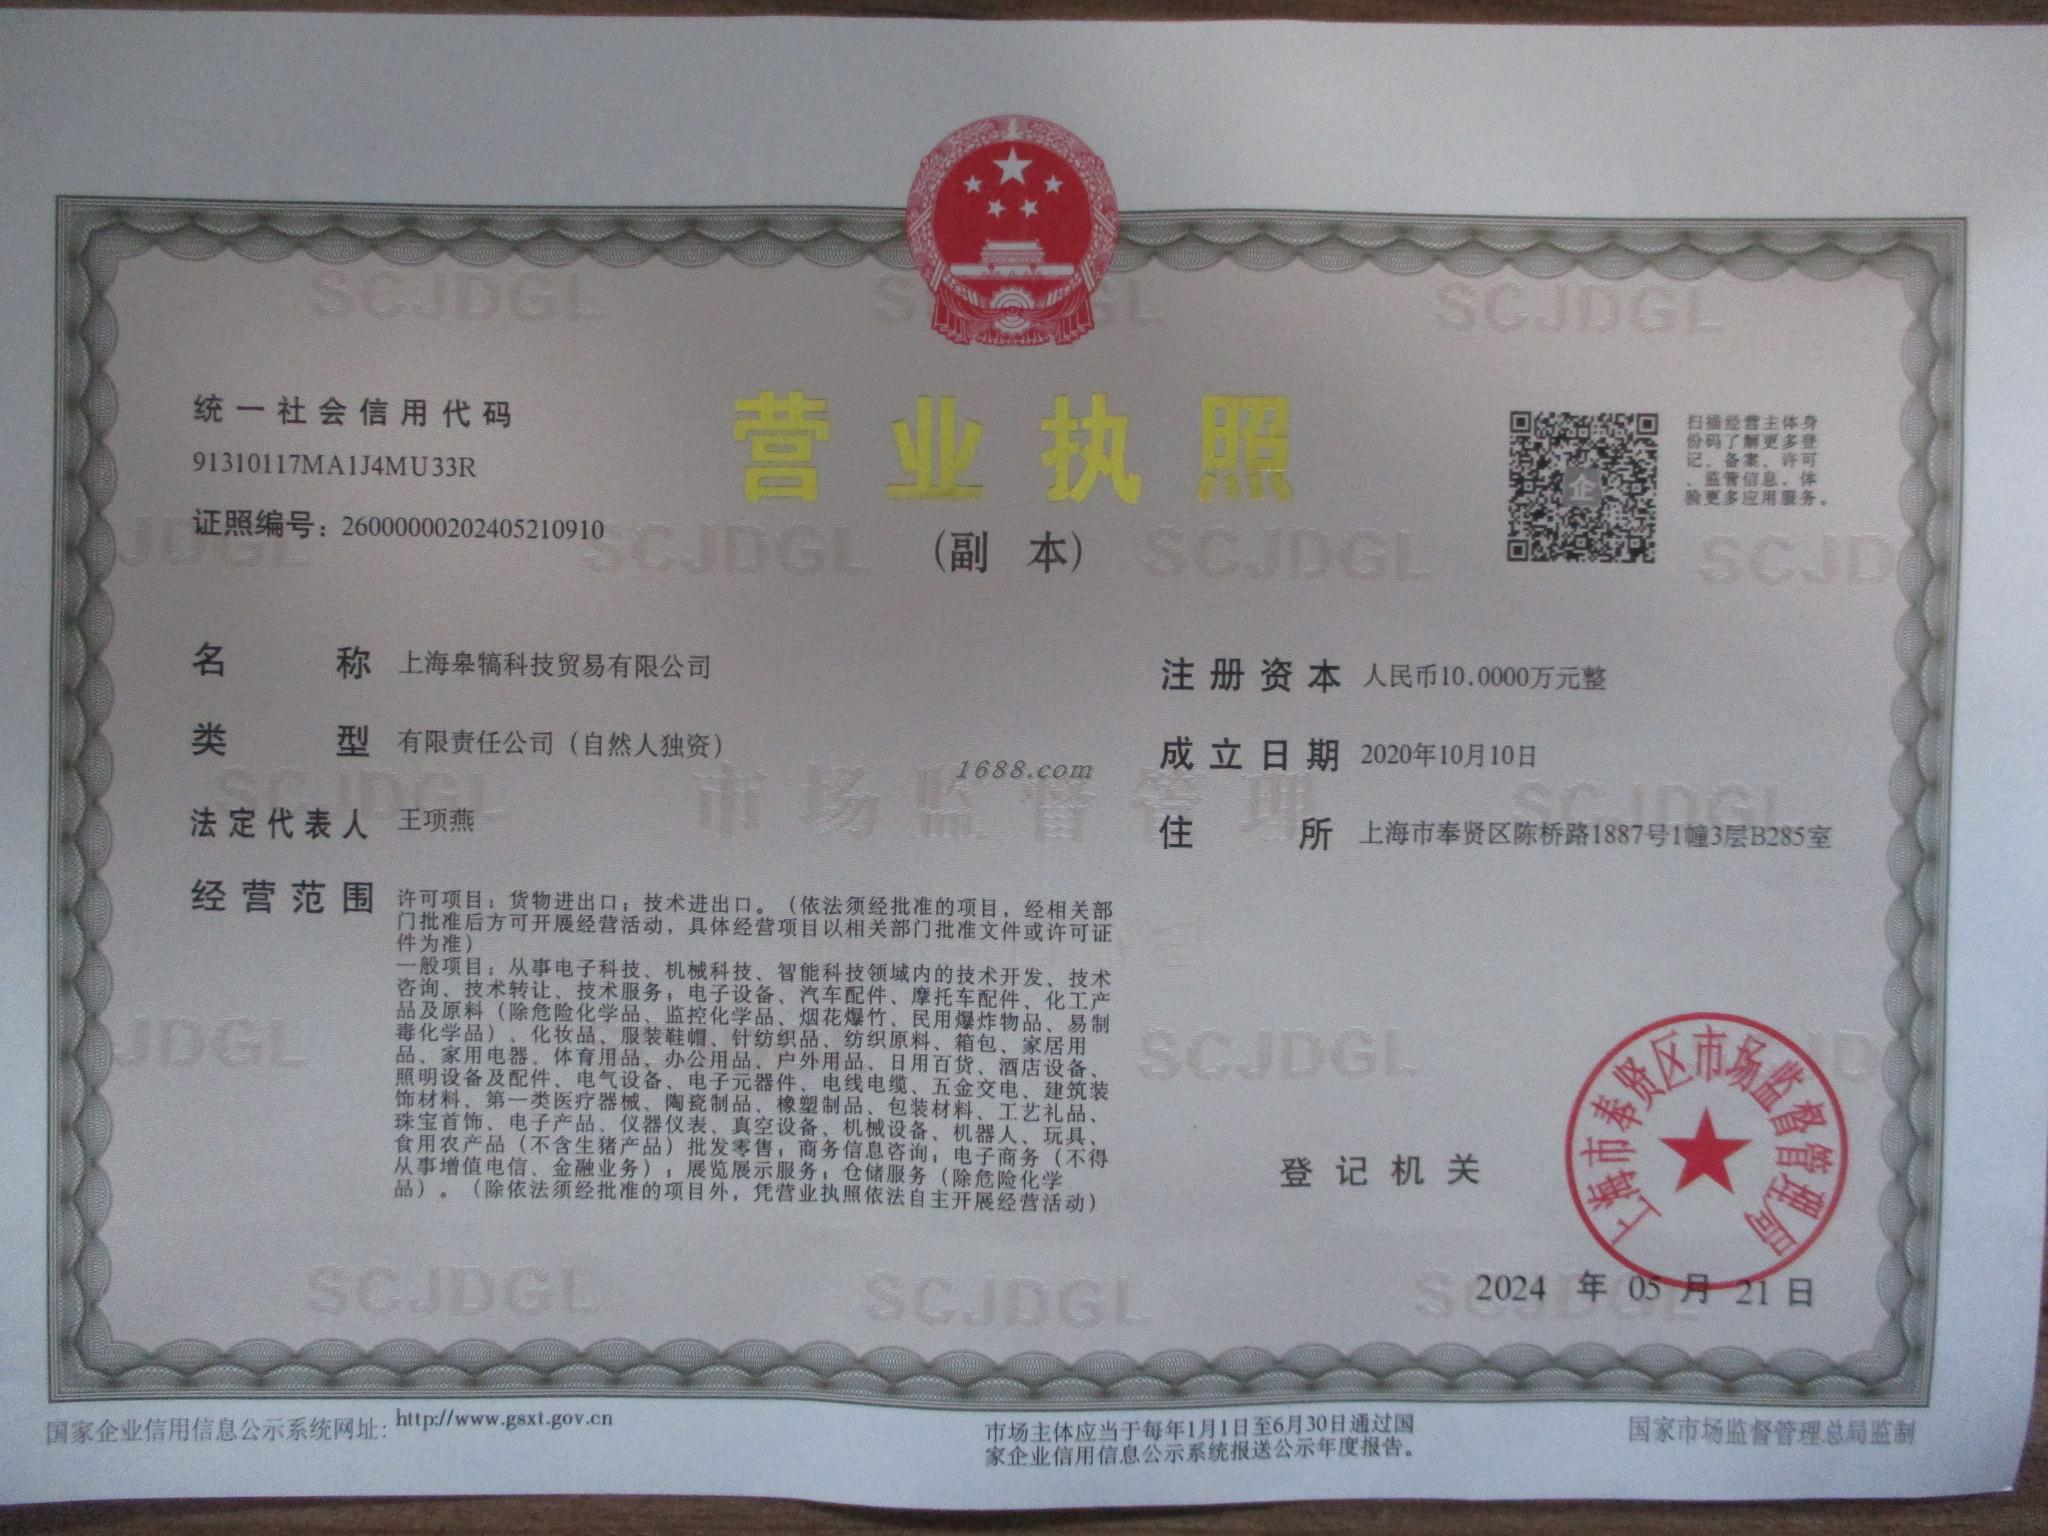 统一社会信用代码
91310117MA1J4MU33R
证照编号：26000000202405210910
营业执照
（副 本）
企
扫描经营主体身
份码了解更多登
记、备案、许可
、监管信息，体
验更多应用服务。
名 称 上海皋犒科技贸易有限公司
类 型 有限责任公司（自然人独资）
法定代表人 王项燕
经营范围 许可项目：货物进出口；技术进出口。（依法须经批准的项目，经相关部
门批准后方可开展经营活动，具体经营项目以相关部门批准文件或许可证
件为准）
一般项目：从事电子科技、机械科技、智能科技领域内的技术开发、技术
咨询、技术转让、技术服务；电子设备、汽车配件、摩托车配件、化工产
品及原料（除危险化学品、监控化学品、烟花爆竹、民用爆炸物品、易制
毒化学品）、化妆品、服装鞋帽、针纺织品、纺织原料、箱包、家居用
品、家用电器、体育用品、办公用品、户外用品、日用百货、酒店设备、
照明设备及配件、电气设备、电子元器件、电线电缆、五金交电、建筑装
饰材料、第一类医疗器械、陶瓷制品、橡塑制品、包装材料、工艺礼品、
珠宝首饰、电子产品、仪器仪表、真空设备、机械设备、机器人、玩具、
食用农产品（不含生猪产品）批发零售；商务信息咨询；电子商务（不得
从事增值电信、金融业务）；展览展示服务；仓储服务（除危险化学
品）。（除依法须经批准的项目外，凭营业执照依法自主开展经营活动）
注册资本 人民币10.0000万元整
成立日期 2020年10月10日
住 所 上海市奉贤区陈桥路1887号1幢3层B285室
1688.com
市场监督管理
SCJDGL
登记机关
上海市奉贤区市场监督管理局
2024 年 05 月 21 日
国家企业信用信息公示系统网址：http://www.gsxt.gov.cn
市场主体应当于每年1月1日至6月30日通过国
家企业信用信息公示系统报送公示年度报告。
国家市场监督管理总局监制